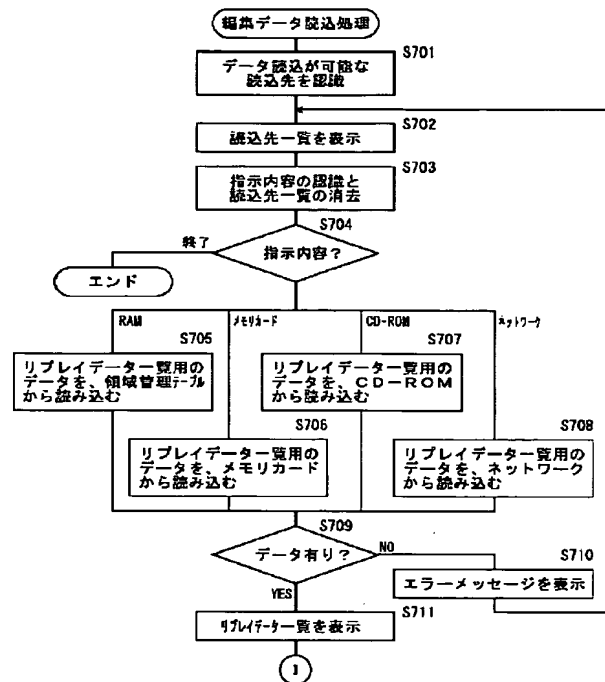 編集データ読込処理
S701
データ読込が可能な
読込先を認識
S702
読込先一覧を表示
S703
指示内容の認識と
読込先一覧の消去
S704
終了
指示内容？
エンド
RAM
ﾒﾓﾘｶｰﾄﾞ
CD-ROM
ﾈｯﾄﾜｰｸ
S705
リプレイデータ一覧用の
データを、領域管理ﾃｰﾌﾞﾙ
から読み込む
S707
リプレイデータ一覧用の
データを、ＣＤ－ＲＯＭ
から読み込む
S706
リプレイデータ一覧用の
データを、メモリカード
から読み込む
S708
リプレイデータ一覧用の
データを、ネットワーク
から読み込む
S709
データ有り？
NO
S710
エラーメッセージを表示
YES
S711
ﾘﾌﾟﾚｲﾃﾞｰﾀ一覧を表示
1